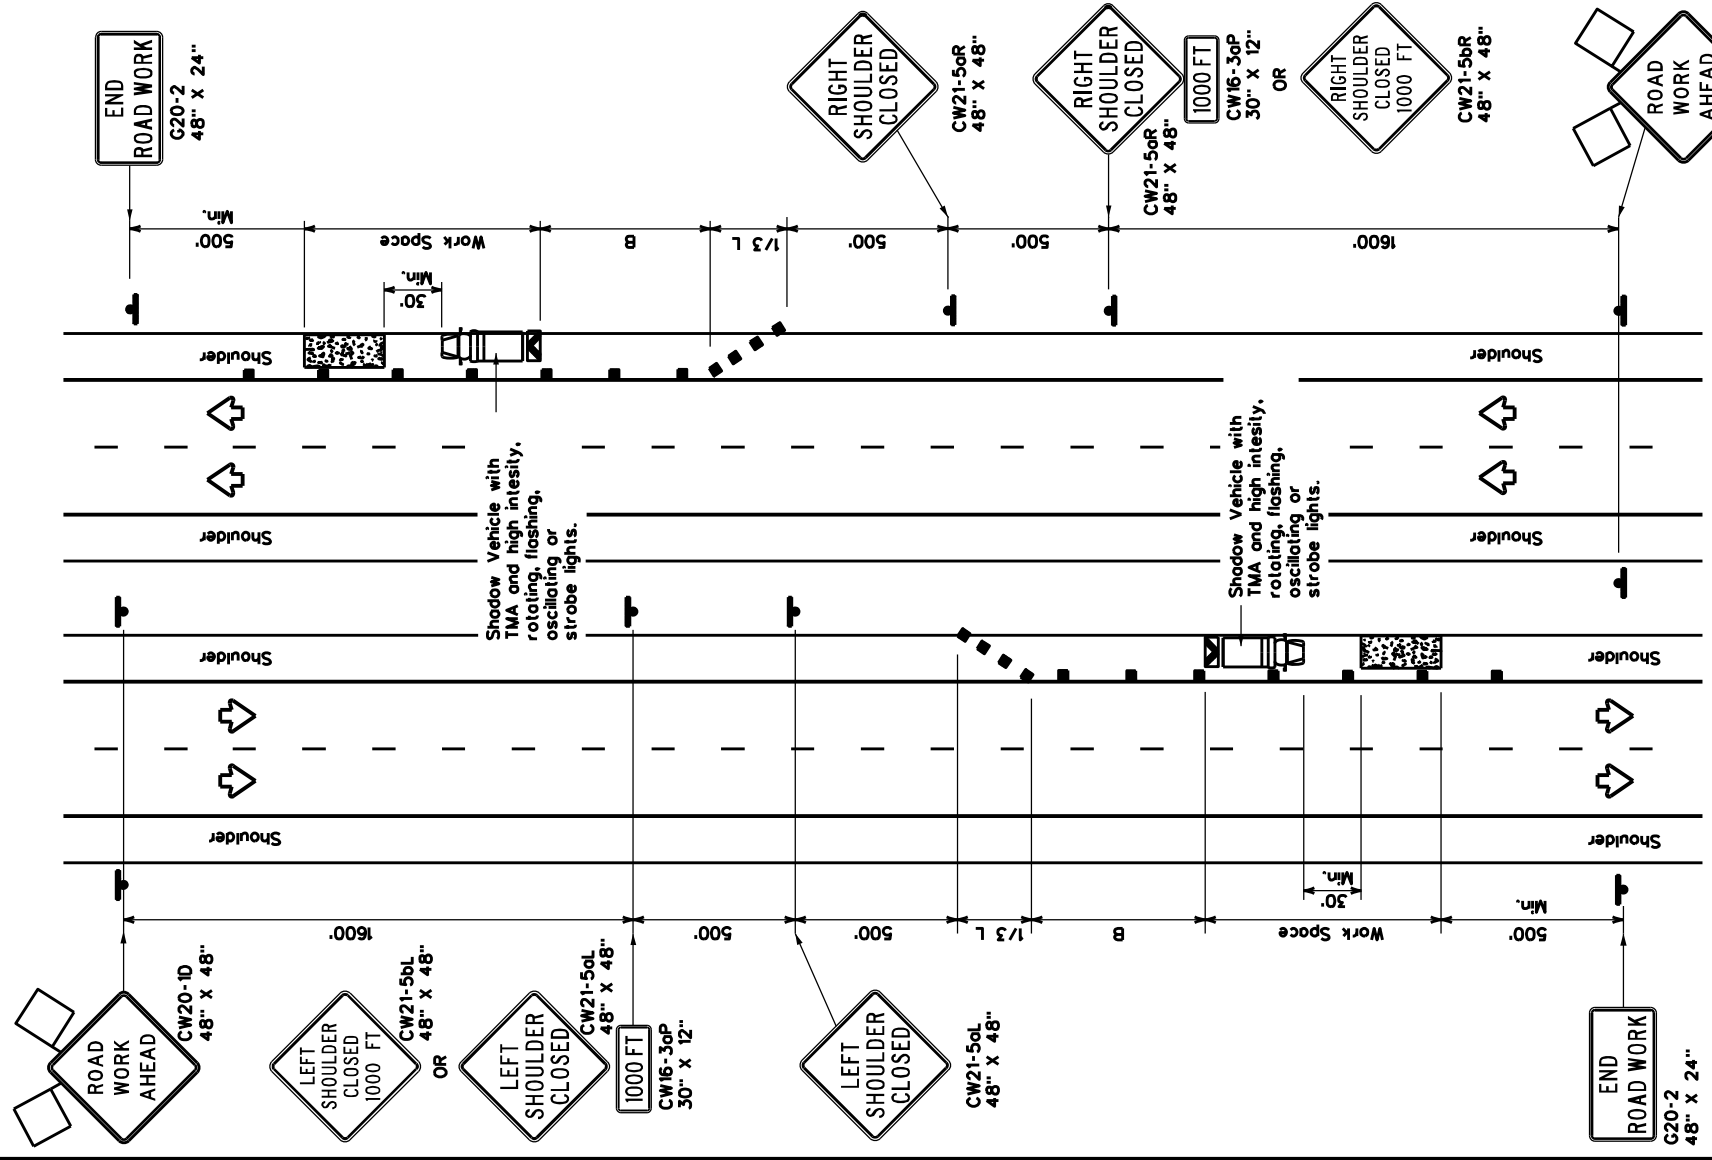 END
ROAD WORK
G20-2
48" X 24"
RIGHT
SHOULDER
CLOSED
CW21-5aR
48" X 48"
RIGHT
SHOULDER
CLOSED
CW21-5aR
48" X 48"
1000 FT
CW16-3aP
30" X 12"
OR
RIGHT
SHOULDER
CLOSED
1000 FT
CW21-5bR
48" X 48"
ROAD
WORK
AHEAD
500'
Min.
Work Space
B
1/3 L
500'
500'
1600'
30'
Min.
Shoulder
Shoulder
Shadow Vehicle with
TMA and high intesity,
rotating, flashing,
oscillating or
strobe lights.
Shoulder
Shoulder
Shadow Vehicle with
TMA and high intesity,
rotating, flashing,
oscillating or
strobe lights.
Shoulder
Shoulder
Shoulder
Shoulder
1600'
500'
500'
1/3 L
B
Work Space
30'
Min.
500'
Min.
ROAD
WORK
AHEAD
CW20-1D
48" X 48"
LEFT
SHOULDER
CLOSED
1000 FT
CW21-5bL
48" X 48"
OR
LEFT
SHOULDER
CLOSED
CW21-5aL
48" X 48"
1000 FT
CW16-3aP
30" X 12"
LEFT
SHOULDER
CLOSED
CW21-5aL
48" X 48"
END
ROAD WORK
G20-2
48" X 24"